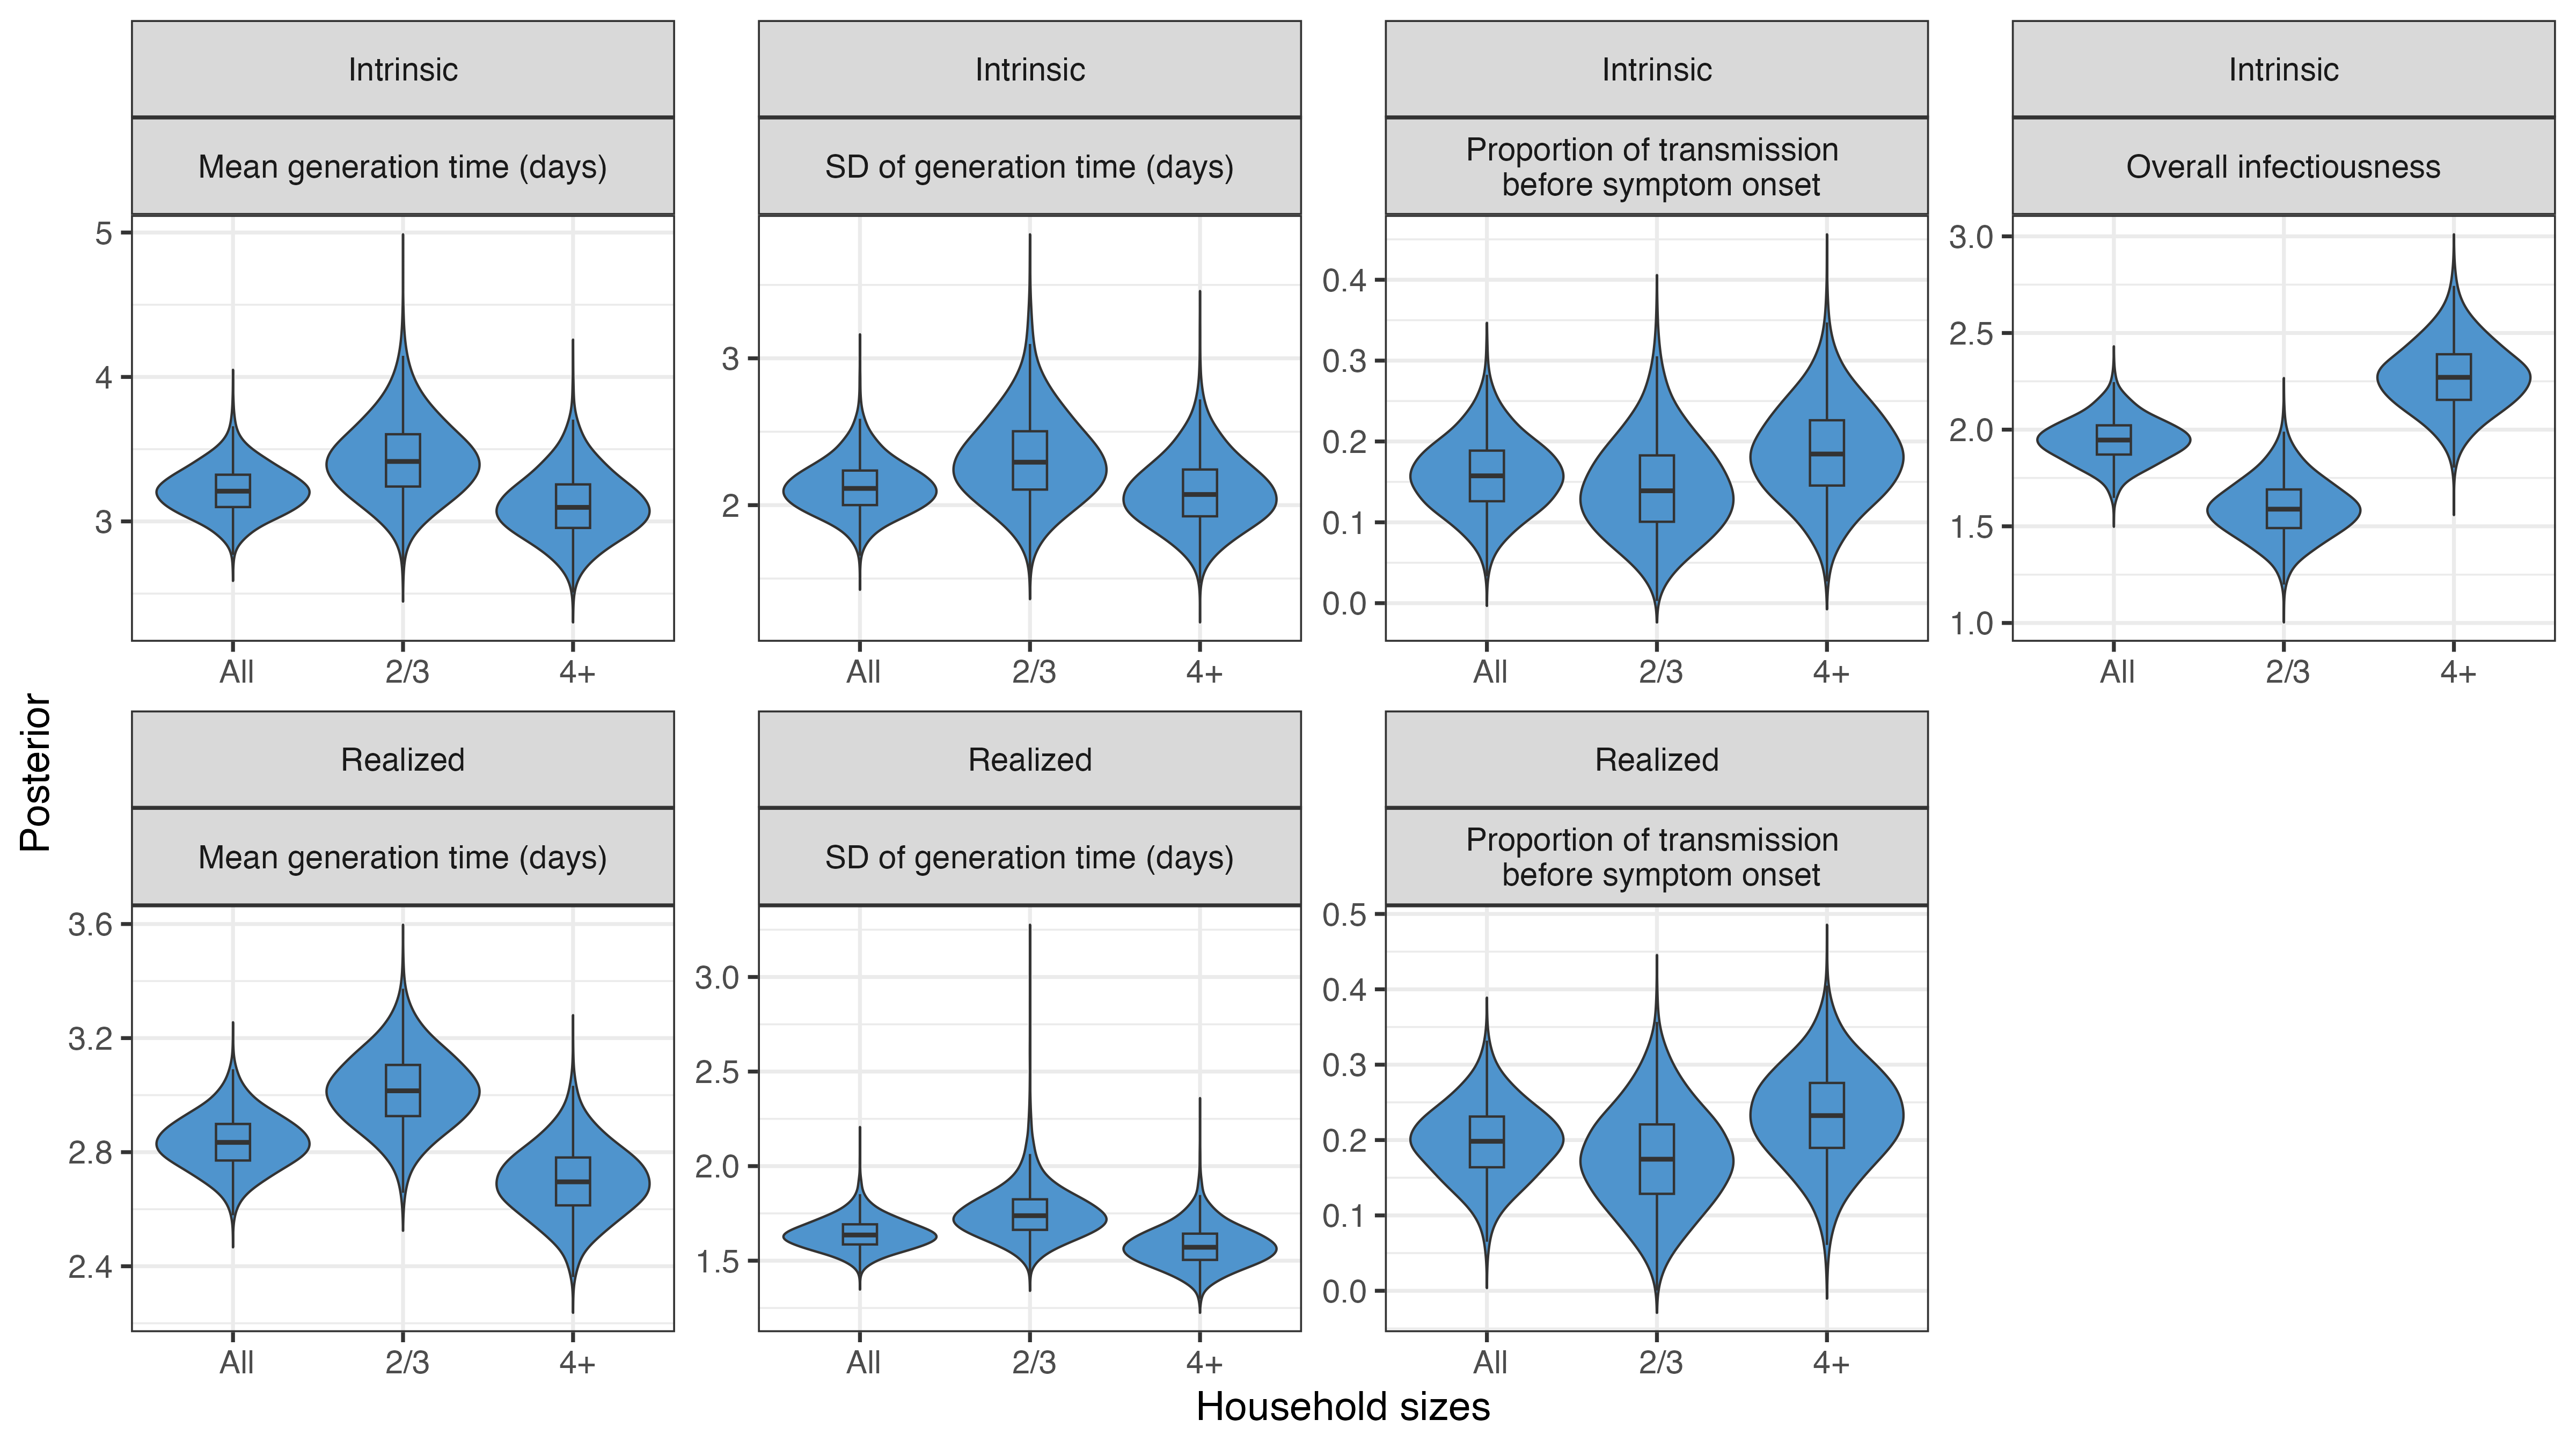 Intrinsic
Intrinsic
Intrinsic
Intrinsic
Mean generation time (days)
SD of generation time (days)
Proportion of transmission
before symptom onset
Overall infectiousness
5
4
3
3
2
0.4
0.3
0.2
0.1
0.0
3.0
2.5
2.0
1.5
1.0
All
2/3
4+
All
2/3
4+
All
2/3
4+
All
2/3
4+
Posterior
Realized
Realized
Realized
Mean generation time (days)
SD of generation time (days)
Proportion of transmission
before symptom onset
3.6
3.2
2.8
2.4
3.0
2.5
2.0
1.5
0.5
0.4
0.3
0.2
0.1
0.0
All
2/3
4+
All
2/3
4+
All
2/3
4+
Household sizes